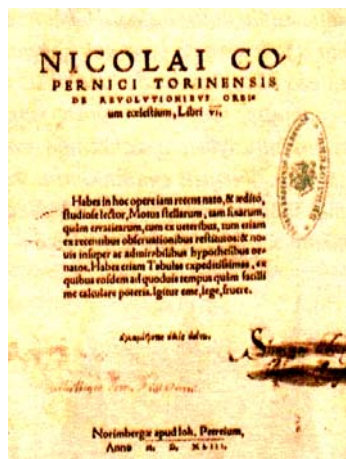 NICOLAI CO
PERNICI TORINENSIS
DE REVOLVTIONIBVS ORBI-
um cœlestium, Libri VI.
Habes in hoc opere iam recens nato, & ædito,
studiose lector, Motus stellarum, tam fixarum,
quàm erraticarum, cum ex ueteribus, tum etiam
ex recentibus obseruationibus restitutos: & no-
uis insuper ac admirabilibus hypothesibus or-
natos. Habes etiam Tabulas expeditissimas, ex
quibus eosdem ad quoduis tempus quàm facilli
me calculare poteris. Igitur eme, lege, fruere.
Norimbergæ apud Ioh. Petreium,
Anno M. D. XLIII.